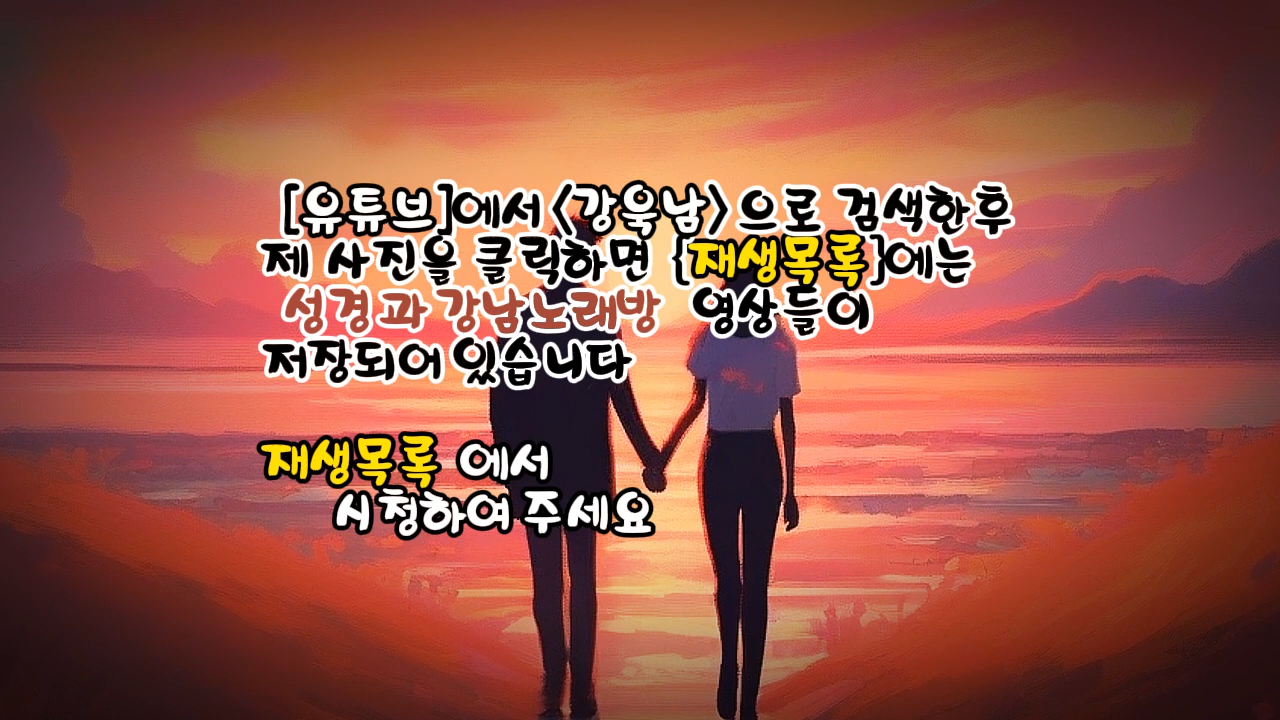 [유튜브]에서<강욱남>으로 검색한후
제 사진을 클릭하면 {재생목록}에는
성경과 강남노래방 영상들이
저장되어 있습니다
재생목록 에서
시청하여 주세요